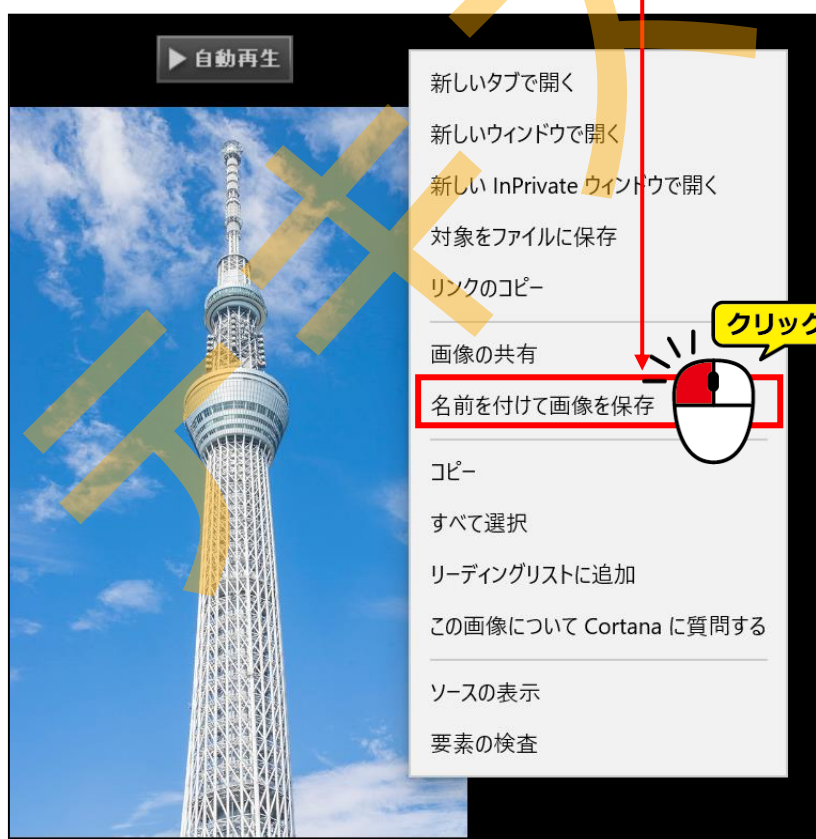 自動再生
新しいタブで開く
新しいウィンドウで開く
新しい InPrivate ウィンドウで開く
対象をファイルに保存
リンクのコピー
画像の共有
クリック
名前を付けて画像を保存
コピー
すべて選択
リーディングリストに追加
この画像について Cortana に質問する
ソースの表示
要素の検査